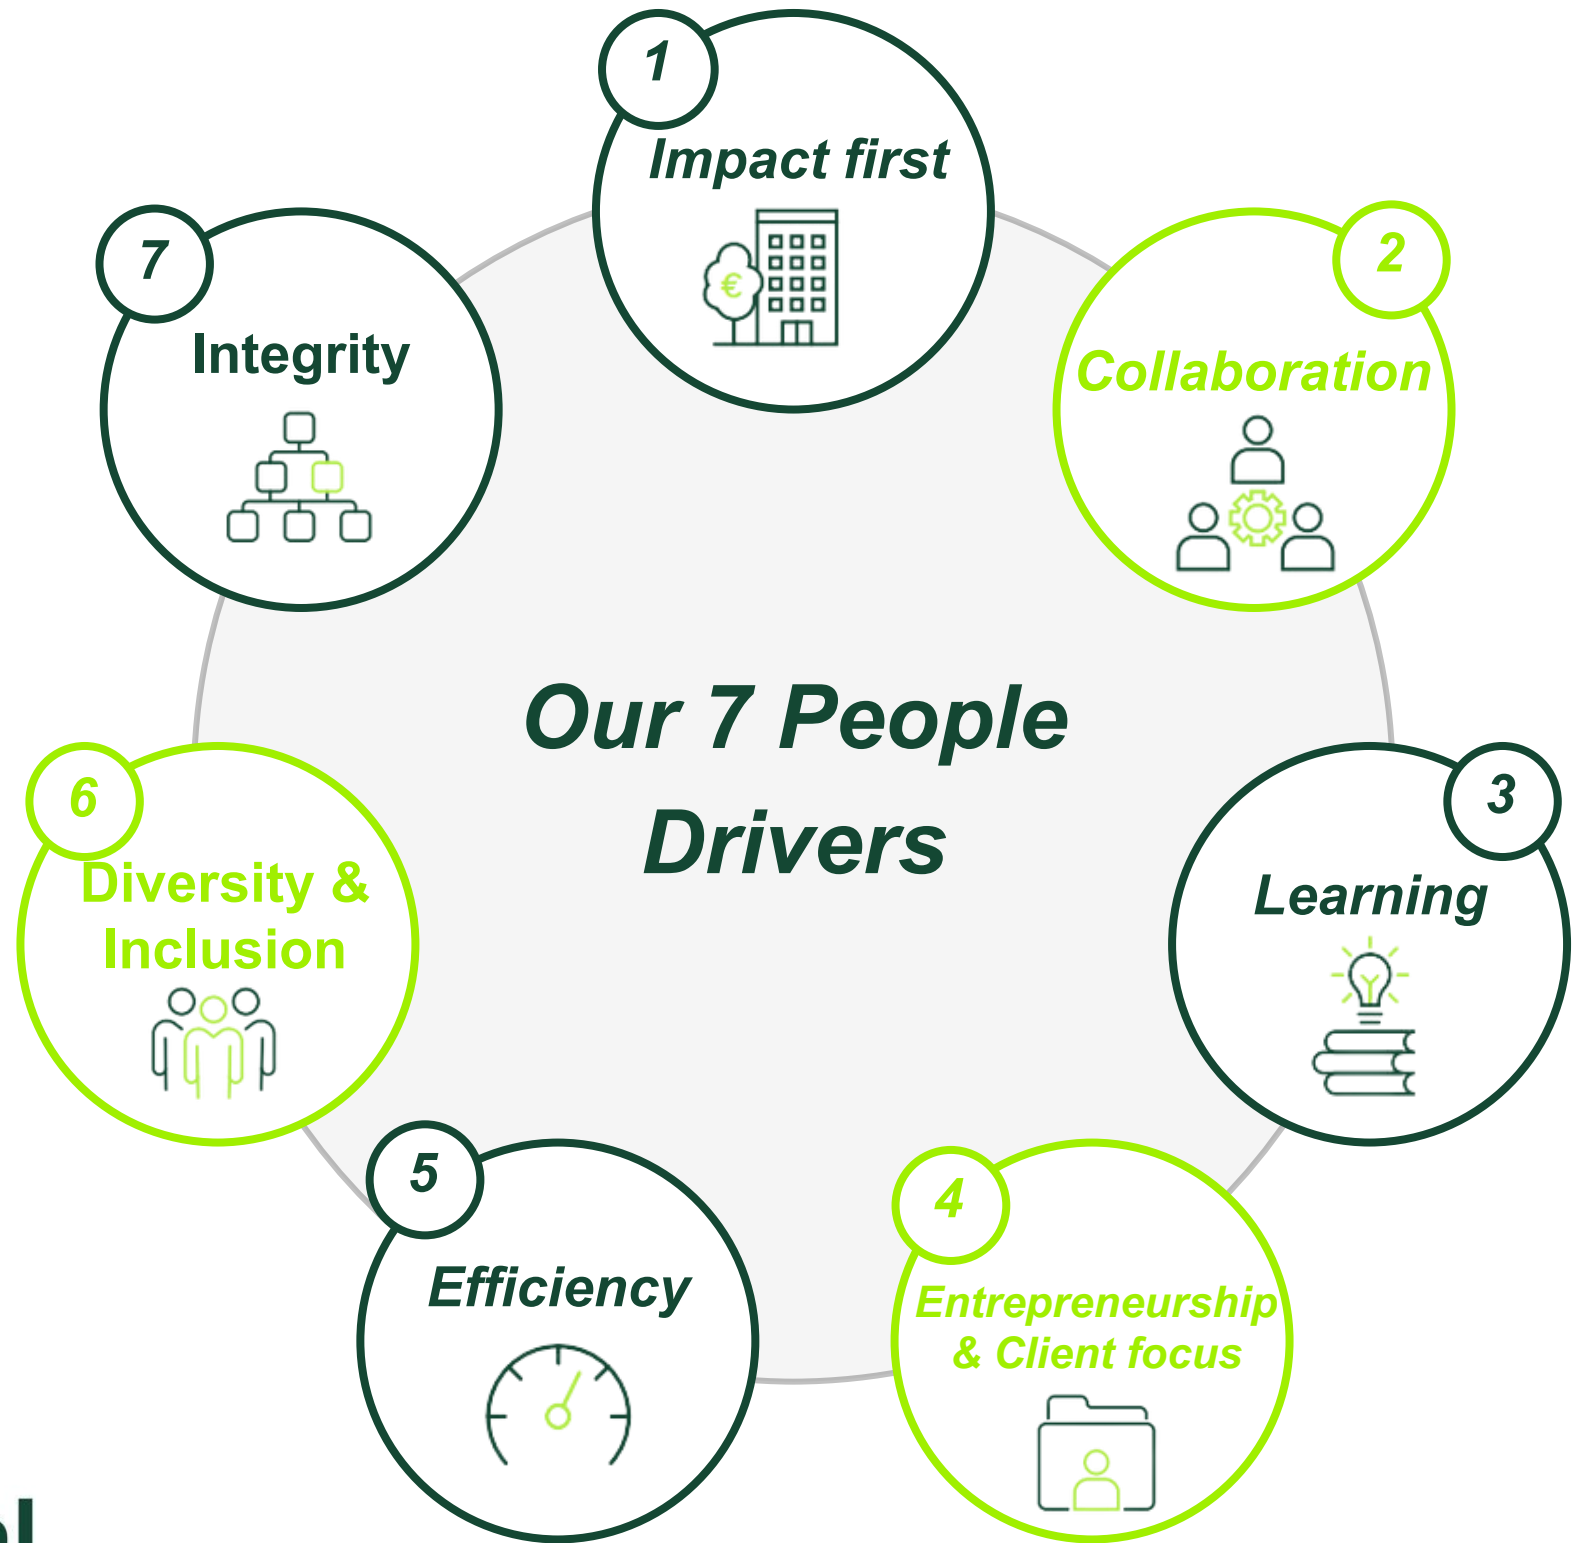 1
Impact first
€
2
Collaboration
3
Learning
4
Entrepreneurship
& Client focus
5
Efficiency
6
Diversity &
Inclusion
7
Integrity
Our 7 People
Drivers